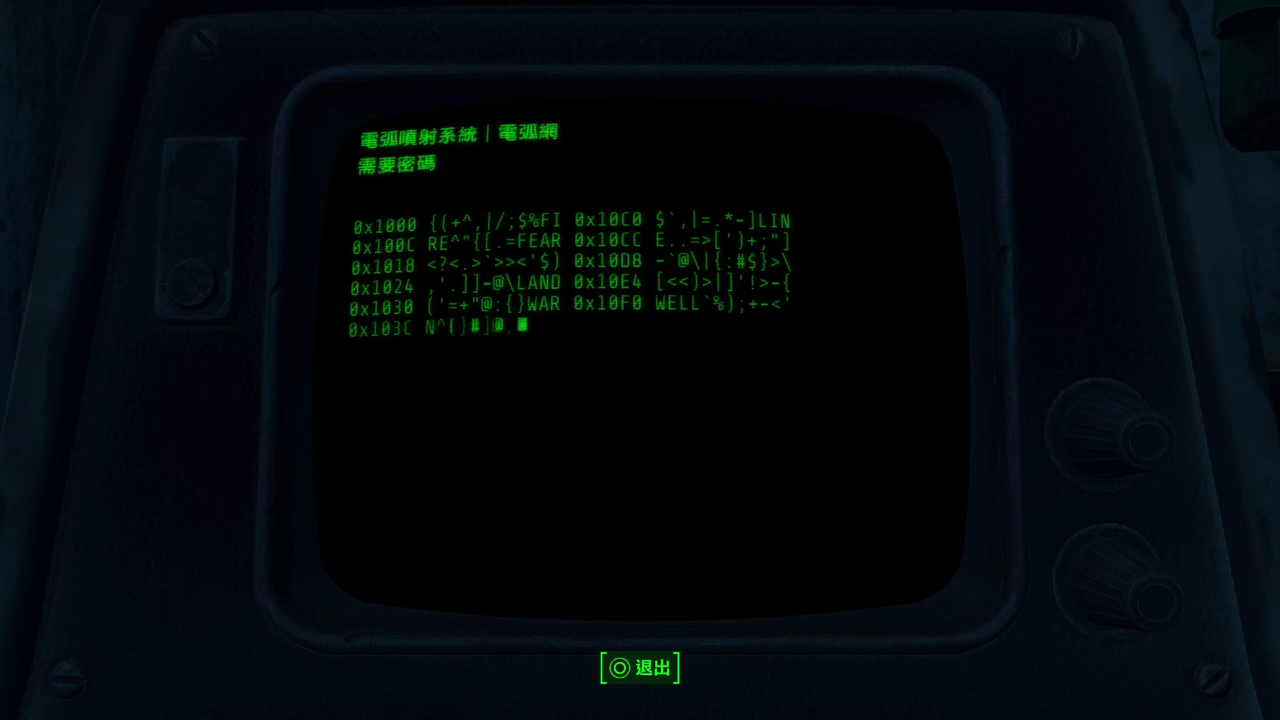 電弧噴射系統｜電弧網
需要密碼
0x1000 {(+^,|/;$%FI 0x10C0 $`,|=.*-]LIN
0x100C RE^"{[.=FEAR 0x10CC E..=>[')+;"]
0x1018 <?<.>`>><'$) 0x10D8 -`@\|{:#$}>\
0x1024 ,'.]]-@\LAND 0x10E4 [<<)>|]'!>-{
0x1030 ('=+"@:{}WAR 0x10F0 WELL`%);+-<'
0x103C N^(}#]@,■
退出